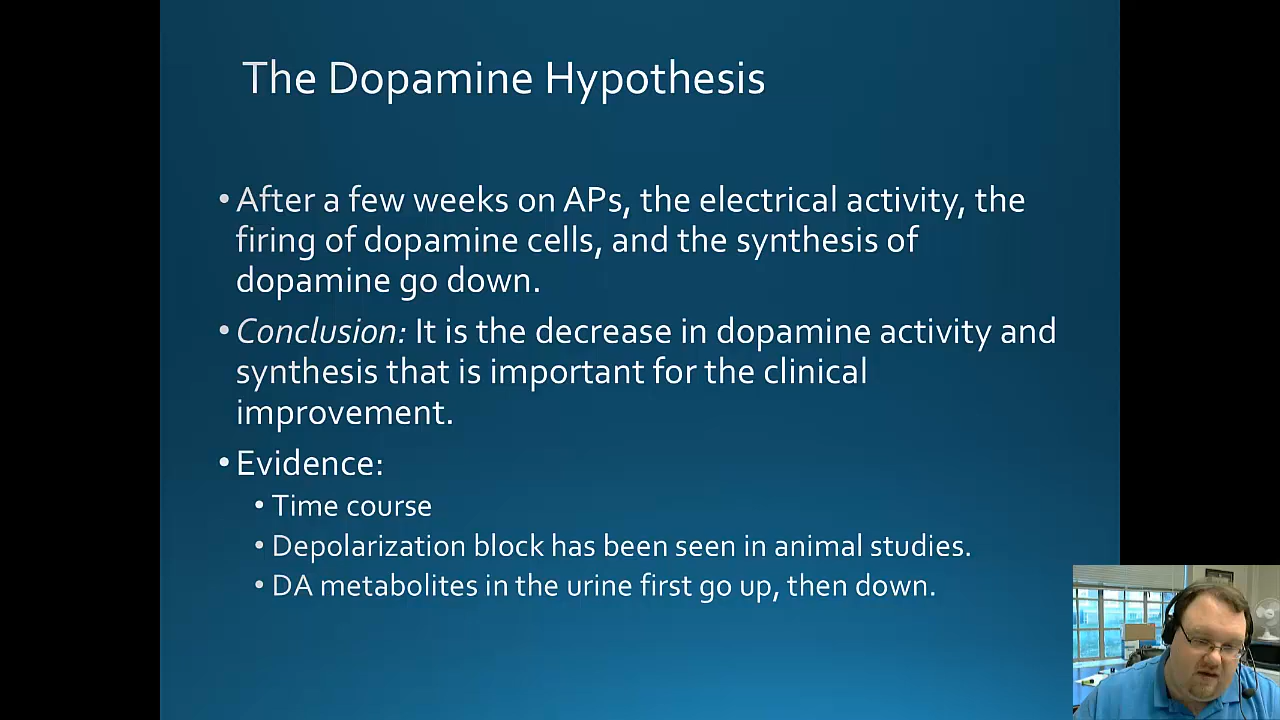 The Dopamine Hypothesis
• After a few weeks on APs, the electrical activity, the
firing of dopamine cells, and the synthesis of
dopamine go down.
• Conclusion: It is the decrease in dopamine activity and
synthesis that is important for the clinical
improvement.
• Evidence:
• Time course
• Depolarization block has been seen in animal studies.
• DA metabolites in the urine first go up, then down.